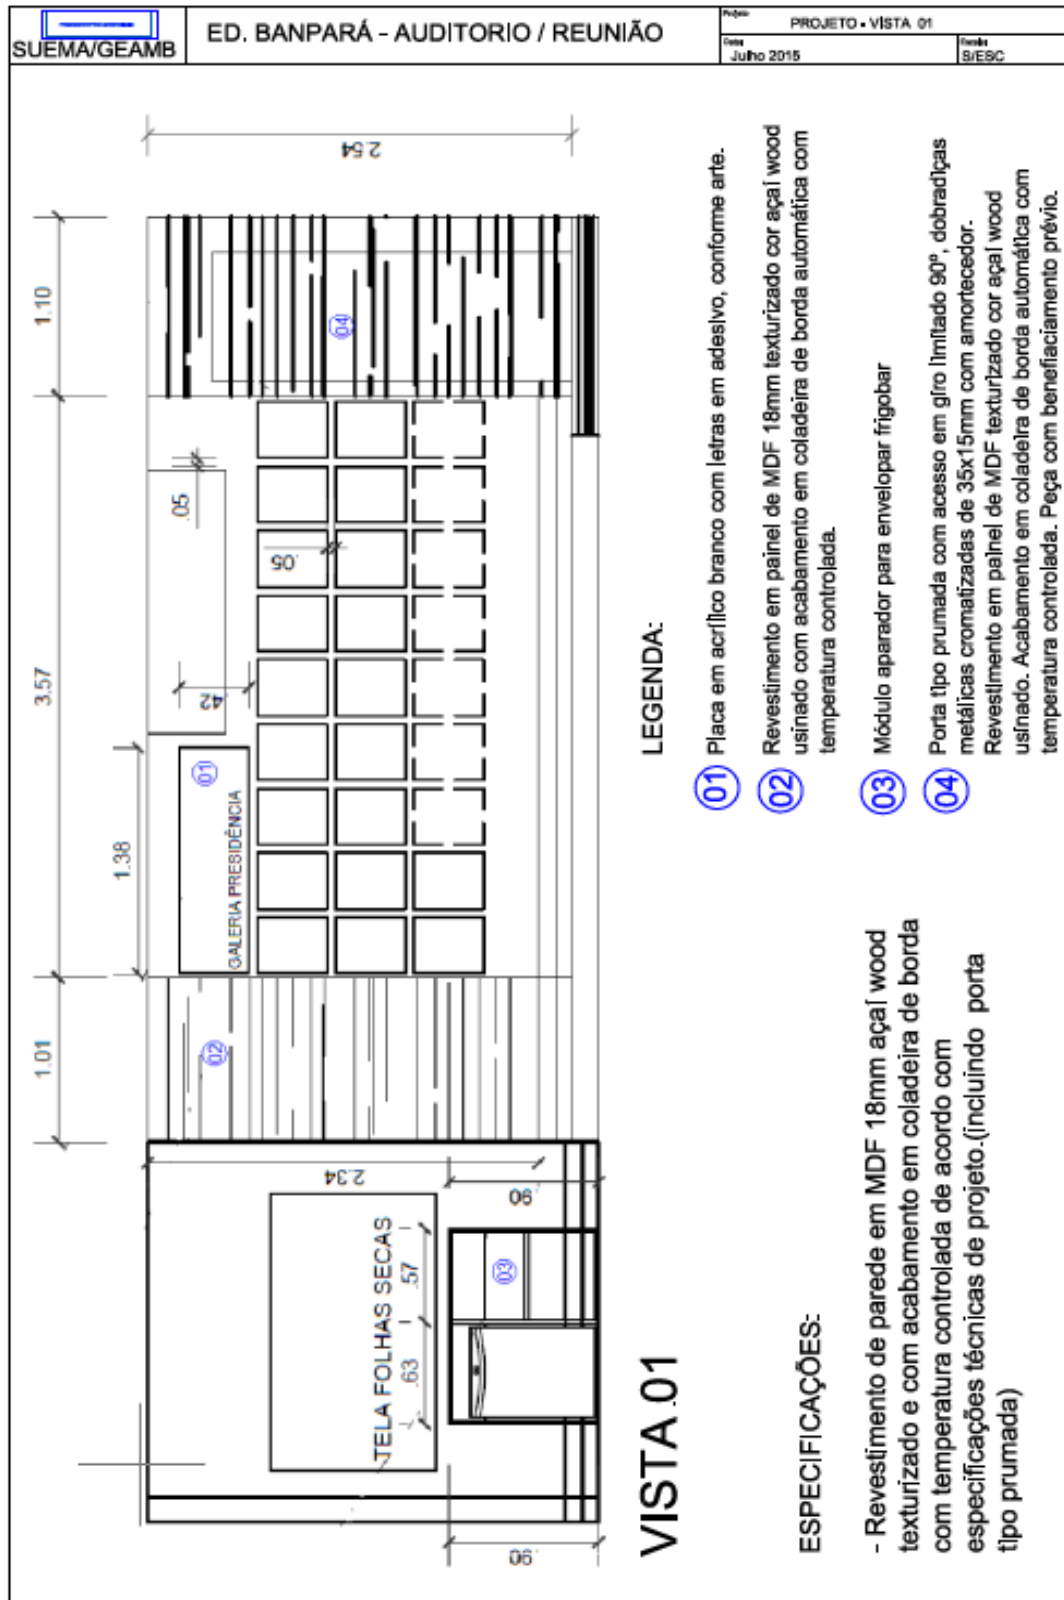 SUEMA/GEAMB
ED. BANPARÁ - AUDITORIO / REUNIÃO
PROJETO - VISTA 01
Julho 2015
S/ESC
1.01
3.57
1.10
1.38
.05
2.54
01
GALERIA PRESIDÊNCIA
.42
.05
02
04
2.34
TELA FOLHAS SECAS
.63
.57
.90
03
.90
VISTA 01
LEGENDA:
01 Placa em acrílico branco com letras em adesivo, conforme arte.
02 Revestimento em painel de MDF 18mm texturizado cor açaí wood
usinado com acabamento em coladeira de borda automática com
temperatura controlada.
03 Módulo aparador para envelopar frigobar
04 Porta tipo prumada com acesso em giro limitado 90º, dobradiças
metálicas cromatizadas de 35x15mm com amortecedor.
Revestimento em painel de MDF texturizado cor açaí wood
usinado. Acabamento em coladeira de borda automática com
temperatura controlada. Peça com benefiaciamento prévio.
ESPECIFICAÇÕES:
- Revestimento de parede em MDF 18mm açaí wood
texturizado e com acabamento em coladeira de borda
com temperatura controlada de acordo com
especificações técnicas de projeto.(incluindo porta
tipo prumada)